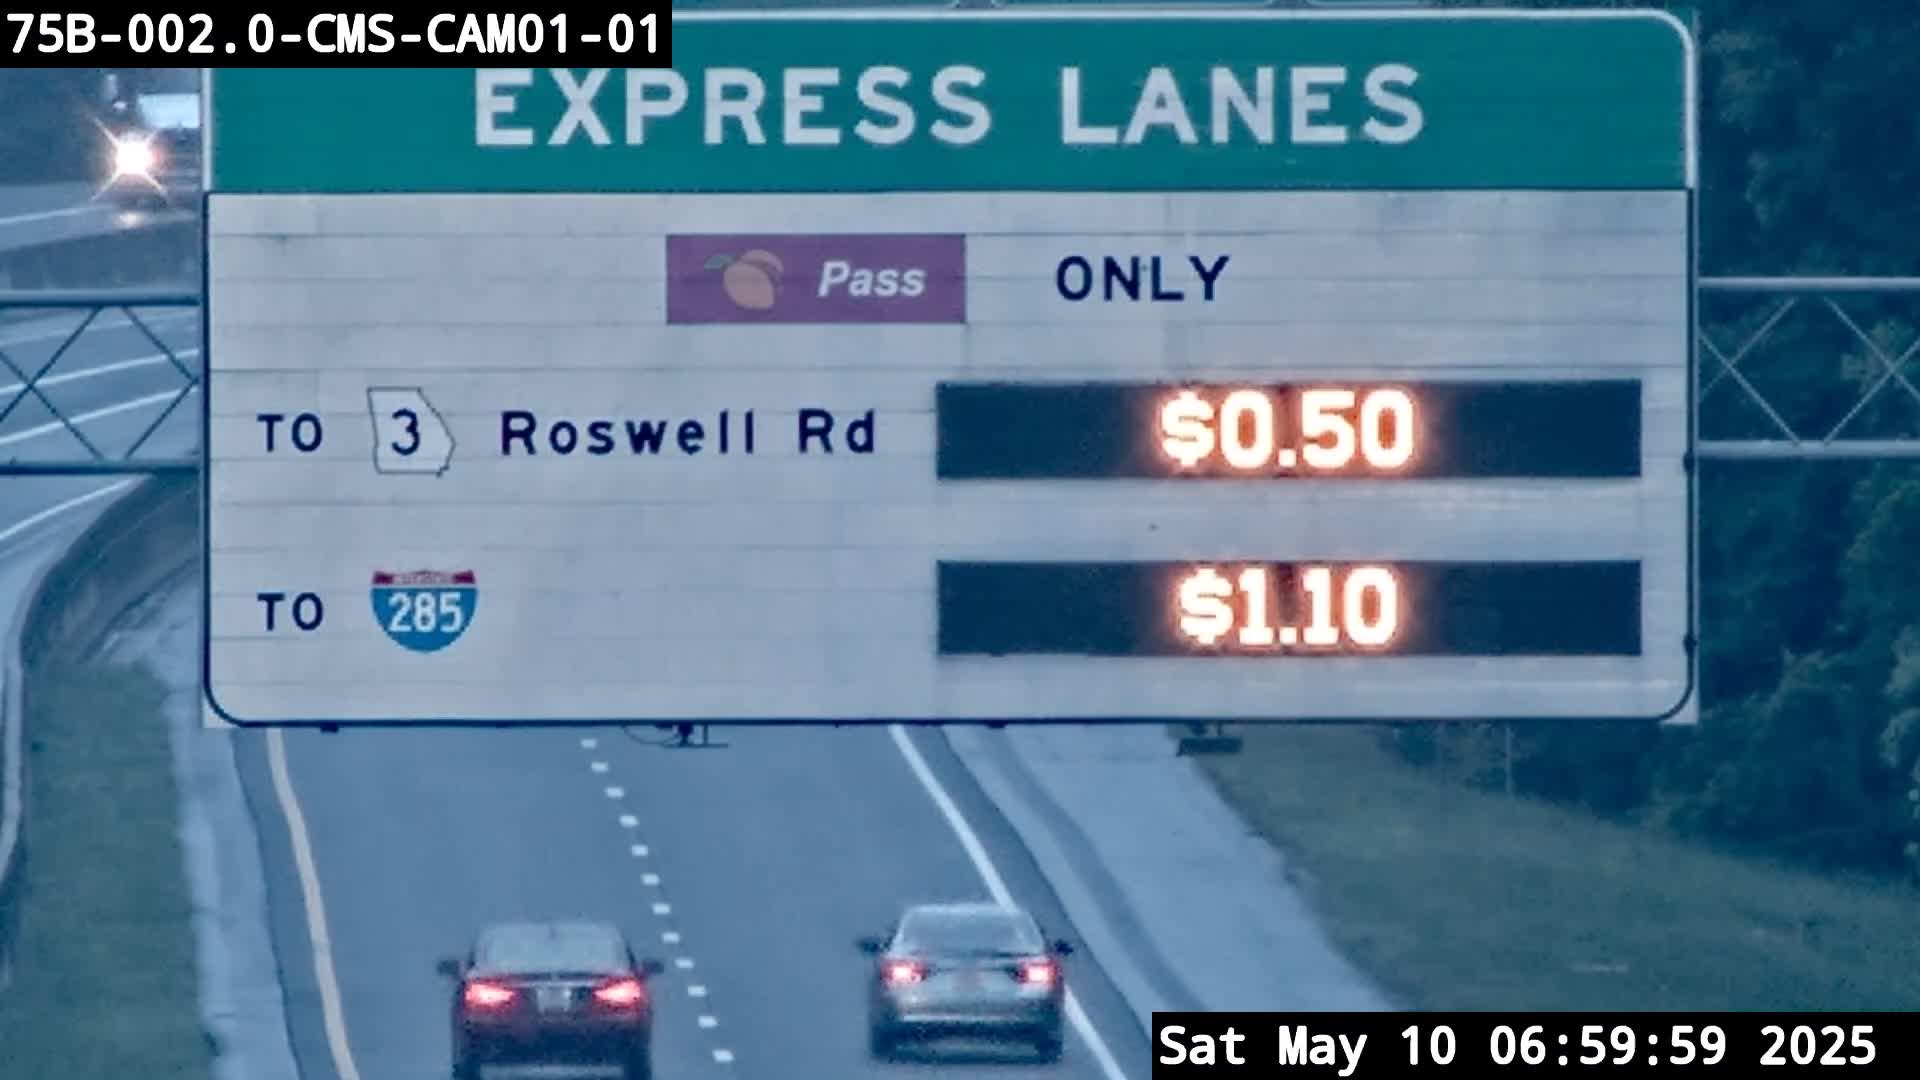 75B-002.0-CMS-CAM01-01
EXPRESS LANES
Pass ONLY
TO 3 Roswell Rd $0.50
TO 285 $1.10
Sat May 10 06:59:59 2025